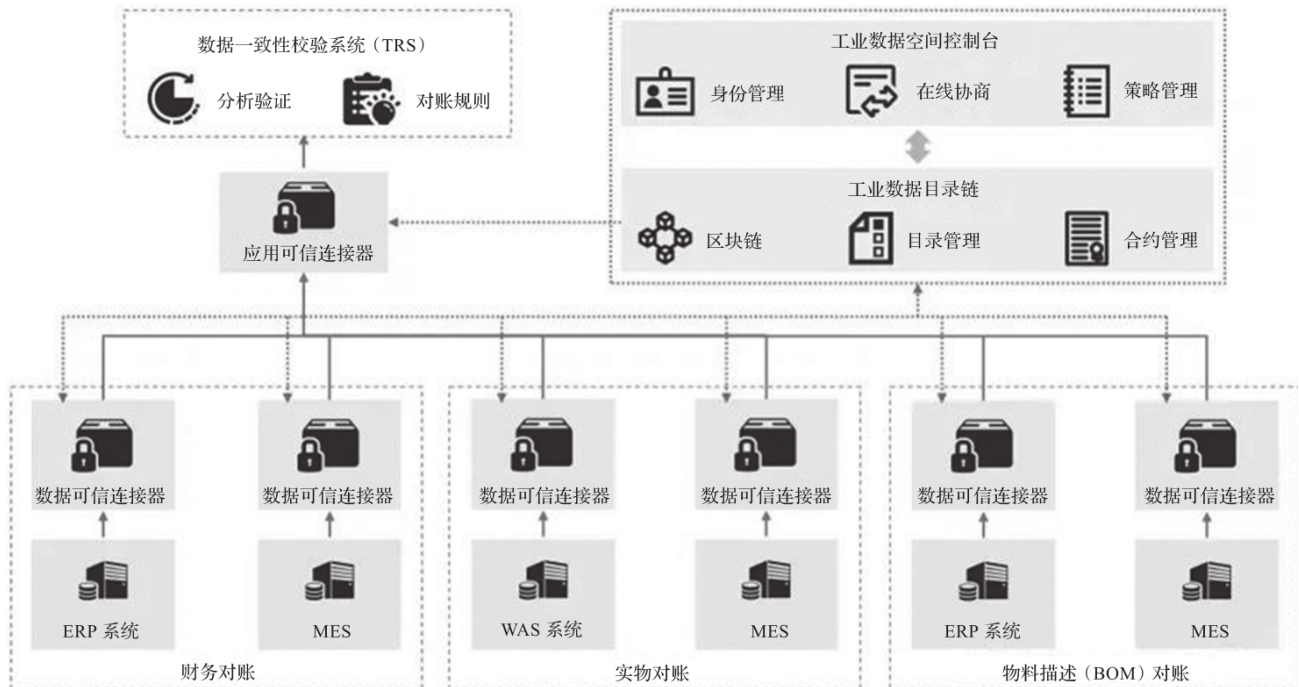 数据一致性校验系统（TRS）
分析验证
对账规则
工业数据空间控制台
身份管理
在线协商
策略管理
工业数据目录链
区块链
目录管理
合约管理
应用可信连接器
数据可信连接器
数据可信连接器
数据可信连接器
数据可信连接器
数据可信连接器
数据可信连接器
ERP 系统
MES
WAS 系统
MES
ERP 系统
MES
财务对账
实物对账
物料描述（BOM）对账